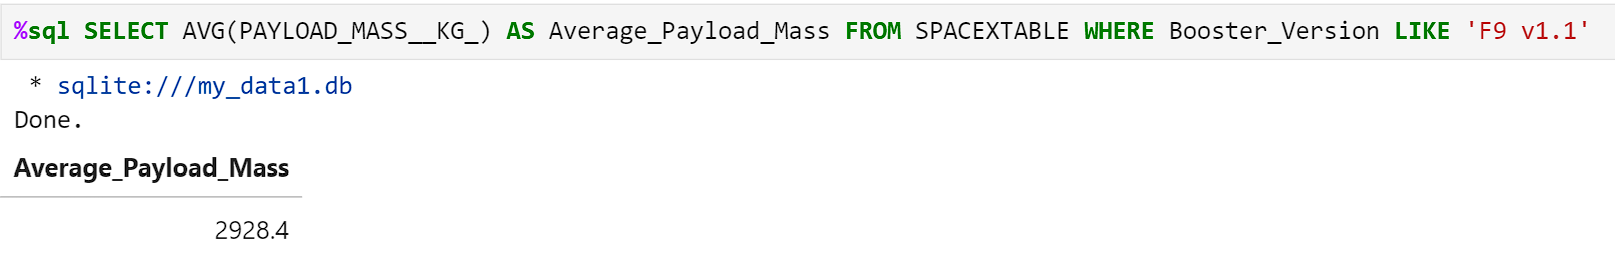 %sql SELECT AVG(PAYLOAD_MASS__KG_) AS Average_Payload_Mass FROM SPACEXTABLE WHERE Booster_Version LIKE 'F9 v1.1'
* sqlite:///my_data1.db
Done.
Average_Payload_Mass
2928.4